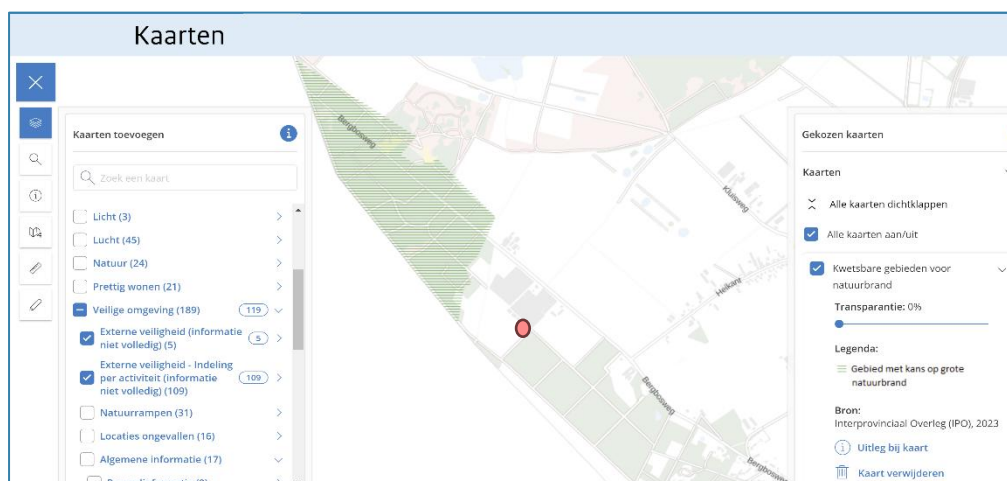 Kaarten
Kaarten toevoegen
Zoek een kaart
Licht (3)
Lucht (45)
Natuur (24)
Prettig wonen (21)
Veilige omgeving (189) 119
Externe veiligheid (informatie
niet volledig) (5) 5
Externe veiligheid - Indeling
per activiteit (informatie
niet volledig) (109) 109
Natuurrampen (31)
Locaties ongevallen (16)
Algemene informatie (17)
Bergbosweg
Kluisweg
Heikant
Bergbosweg
Bergbosweg
Gekozen kaarten
Kaarten
Alle kaarten dichtklappen
Alle kaarten aan/uit
Kwetsbare gebieden voor
natuurbrand
Transparantie: 0%
Legenda:
Gebied met kans op grote
natuurbrand
Bron:
Interprovinciaal Overleg (IPO), 2023
Uitleg bij kaart
Kaart verwijderen